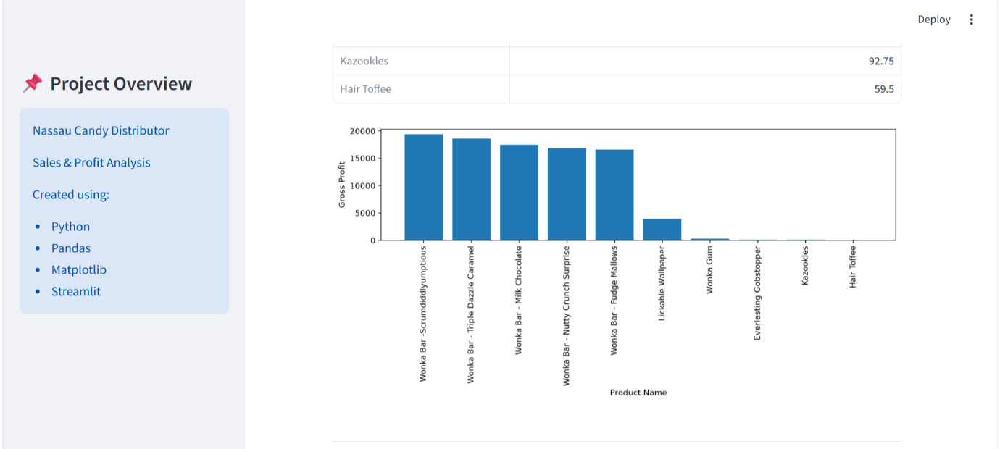 Deploy
📌 Project Overview
Nassau Candy Distributor
Sales & Profit Analysis
Created using:
• Python
• Pandas
• Matplotlib
• Streamlit
Kazookles 92.75
Hair Toffee 59.5
Gross Profit
20000
15000
10000
5000
0
Wonka Bar -Scrumdiddlyumptious
Wonka Bar - Triple Dazzle Caramel
Wonka Bar - Milk Chocolate
Wonka Bar - Nutty Crunch Surprise
Wonka Bar - Fudge Mallows
Lickable Wallpaper
Wonka Gum
Everlasting Gobstopper
Kazookles
Hair Toffee
Product Name